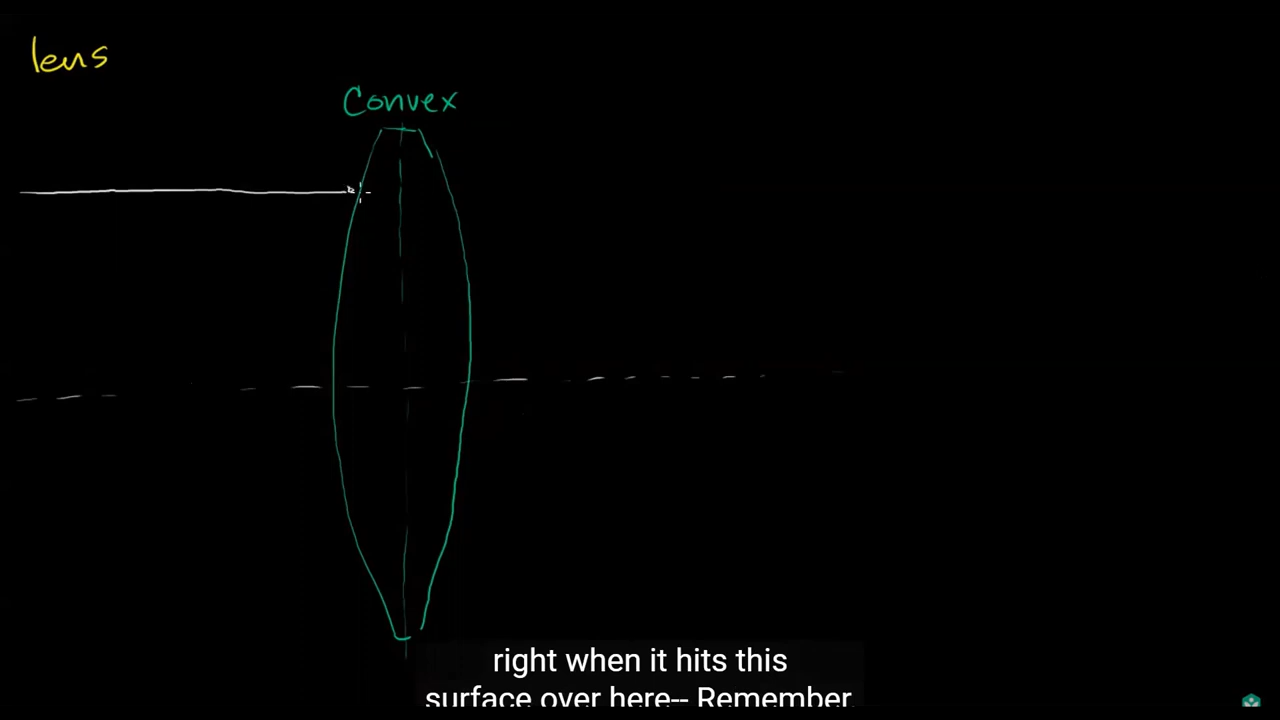 lens
Convex
right when it hits this
surface over here-- Remember,